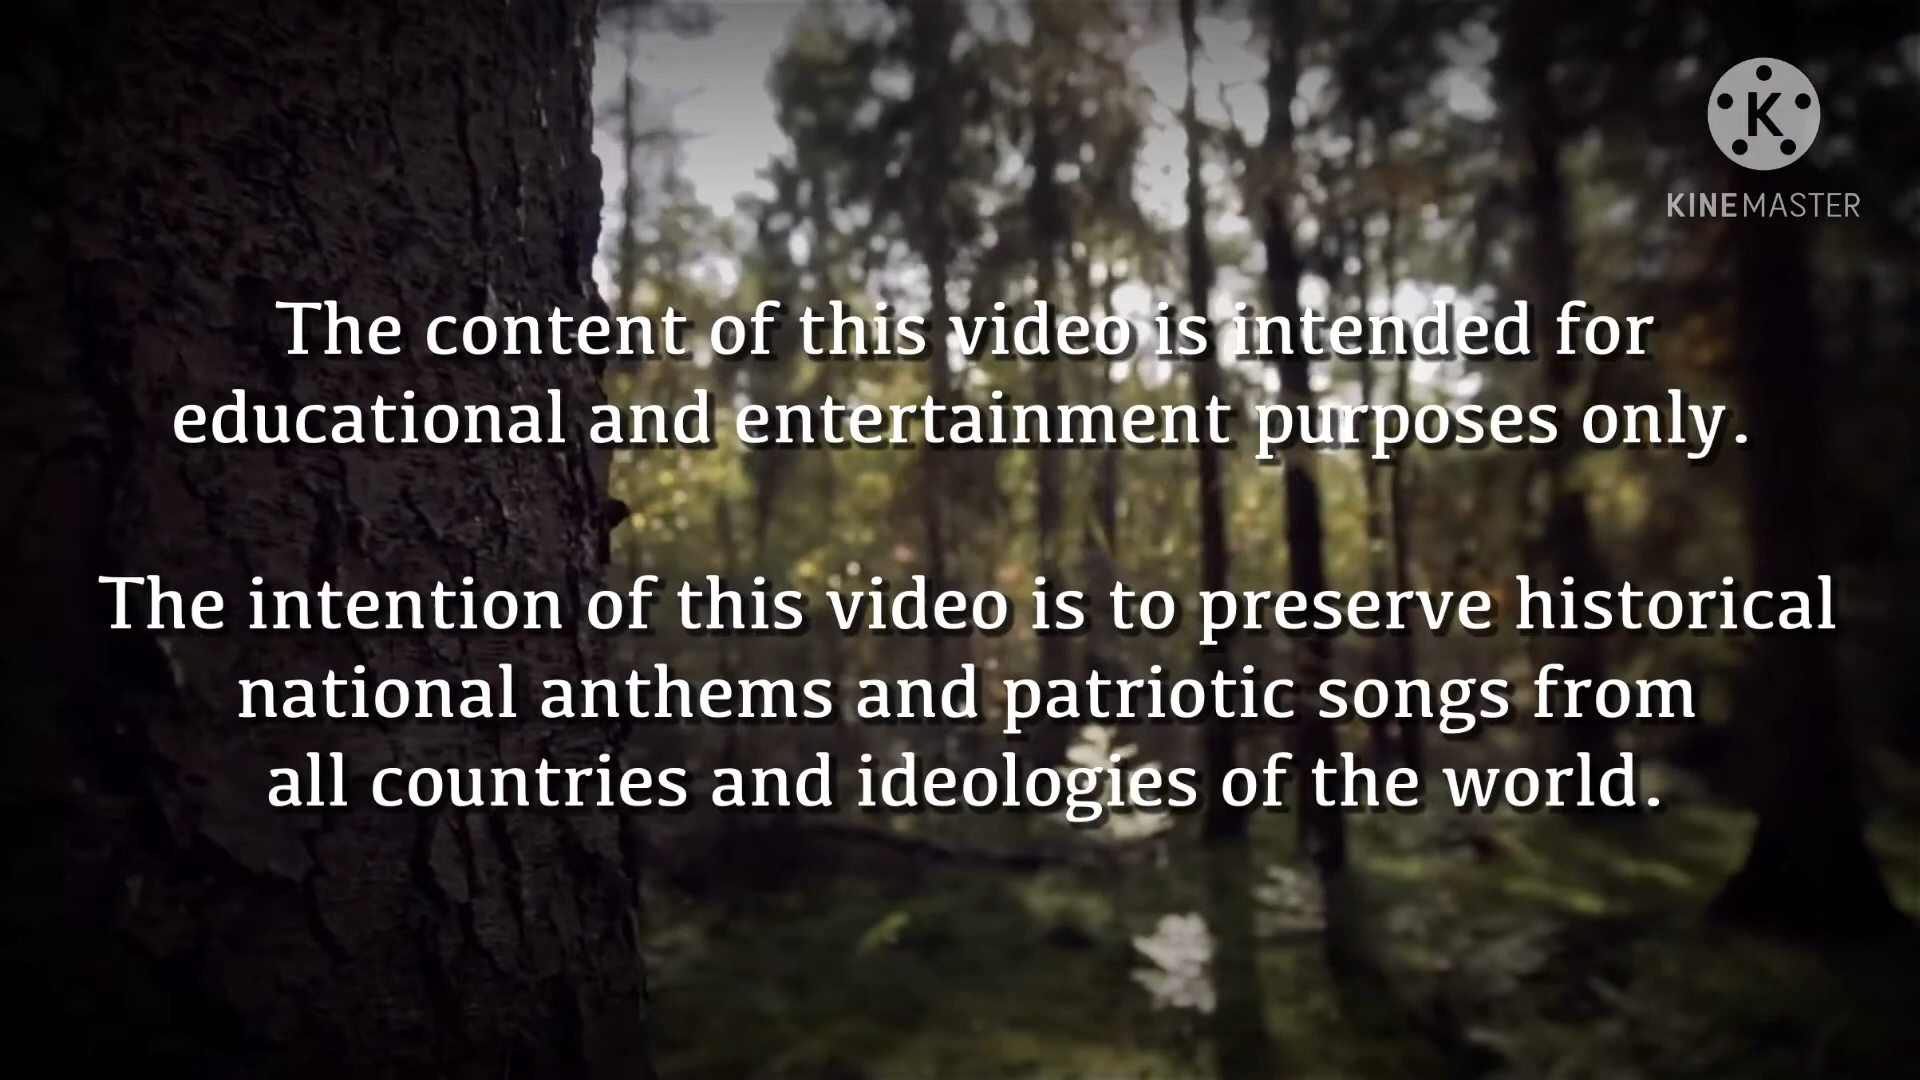 K
KINEMASTER
The content of this video is intended for
educational and entertainment purposes only.
The intention of this video is to preserve historical
national anthems and patriotic songs from
all countries and ideologies of the world.